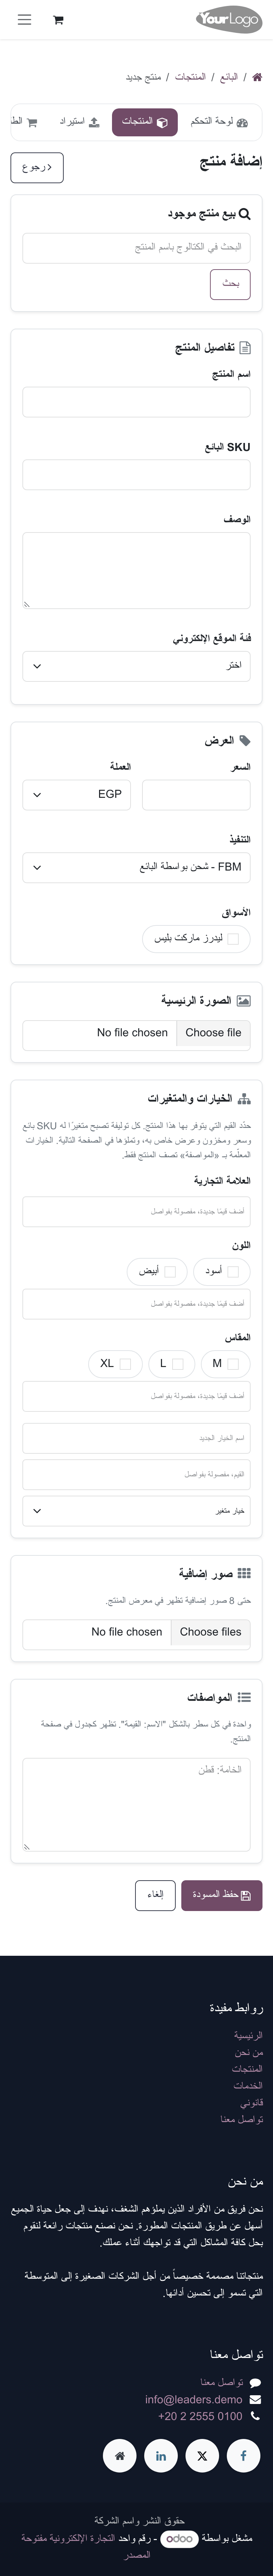 YourLogo
/ البائع / المنتجات / منتج جديد
لوحة التحكم
المنتجات
استيراد
الطل
إضافة منتج
رجوع
بيع منتج موجود
البحث في الكتالوج باسم المنتج
بحث
تفاصيل المنتج
اسم المنتج
SKU البائع
الوصف
فئة الموقع الإلكتروني
اختر
العرض
السعر
العملة
EGP
التنفيذ
FBM - شحن بواسطة البائع
الأسواق
ليدرز ماركت بليس
الصورة الرئيسية
Choose file No file chosen
الخيارات والمتغيرات
حدّد القيم التي يتوفر بها هذا المنتج. كل توليفة تصبح متغيرًا له SKU بائع
وسعر ومخزون وعرض خاص به، وتملؤها في الصفحة التالية. الخيارات
المعلّمة بـ «المواصفة» تصف المنتج فقط.
العلامة التجارية
أضف قيمًا جديدة، مفصولة بفواصل
اللون
أسود
أبيض
أضف قيمًا جديدة، مفصولة بفواصل
المقاس
M
L
XL
أضف قيمًا جديدة، مفصولة بفواصل
اسم الخيار الجديد
القيم، مفصولة بفواصل
خيار متغير
صور إضافية
حتى 8 صور إضافية تظهر في معرض المنتج.
Choose files No file chosen
المواصفات
واحدة في كل سطر بالشكل "الاسم: القيمة". تظهر كجدول في صفحة
المنتج.
الخامة: قطن
حفظ المسودة
إلغاء
روابط مفيدة
الرئيسية
من نحن
المنتجات
الخدمات
قانوني
تواصل معنا
من نحن
نحن فريق من الأفراد الذين يملؤهم الشغف، نهدف إلى جعل حياة الجميع
أسهل عن طريق المنتجات المطورة. نحن نصنع منتجات رائعة لنقوم
بحل كافة المشاكل التي قد تواجهك أثناء عملك.
منتجاتنا مصممة خصيصاً من أجل الشركات الصغيرة إلى المتوسطة
التي تسمو إلى تحسين أدائها.
تواصل معنا
تواصل معنا
info@leaders.demo
+20 2 2555 0100
حقوق النشر واسم الشركة
مشغل بواسطة odoo - رقم واحد التجارة الإلكترونية مفتوحة
المصدر